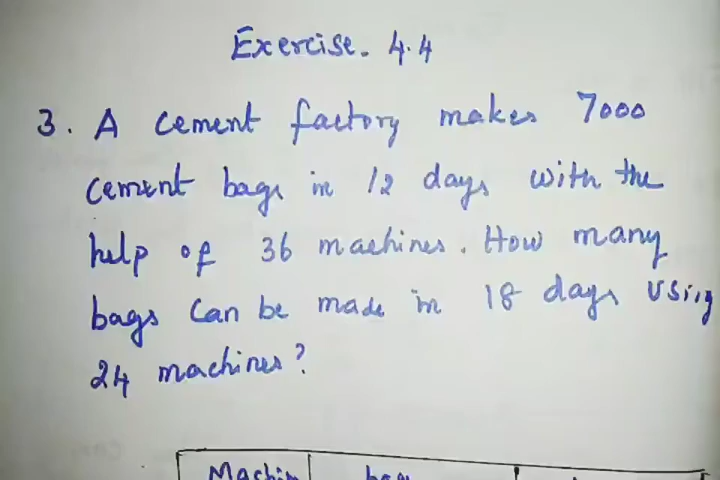 Exercise. 4.4
3. A cement factory makes 7000
cement bags in 12 days with the
help of 36 machines. How many
bags can be made in 18 days using
24 machines?
Machin